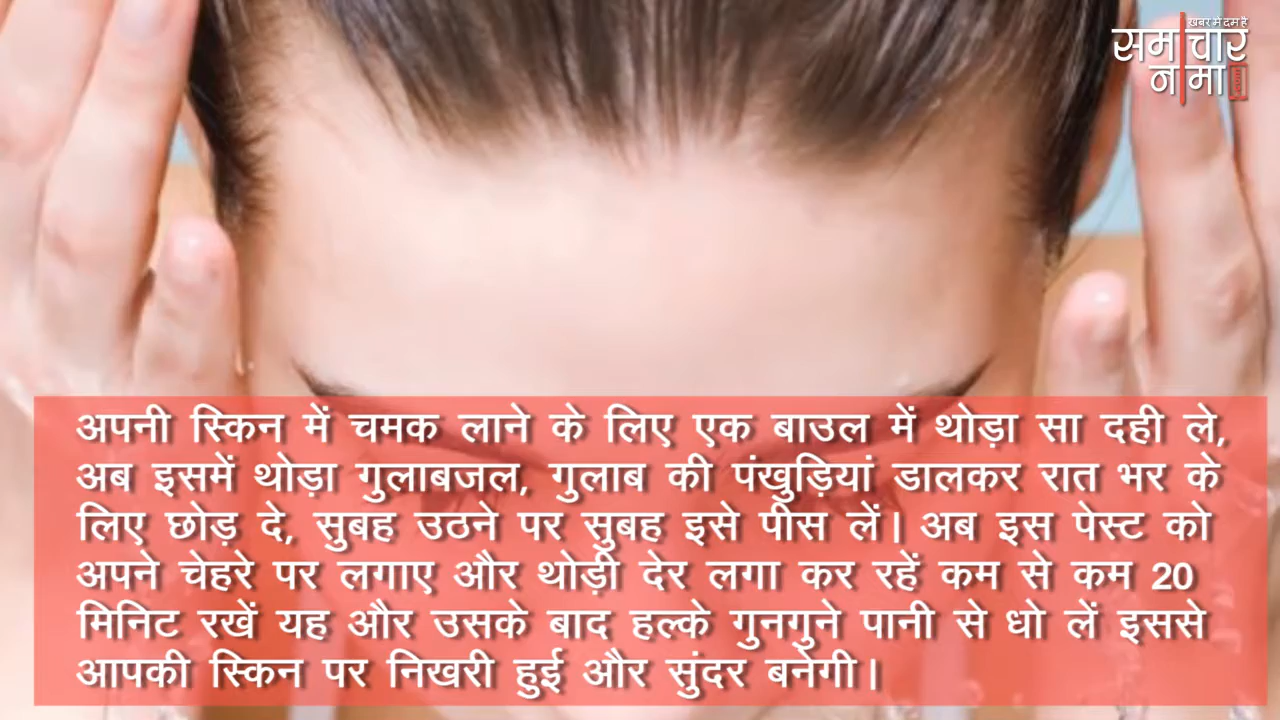 ख़बर में दम है
समाचार
नामा
अपनी स्किन में चमक लाने के लिए एक बाउल में थोड़ा सा दही ले,
अब इसमें थोड़ा गुलाबजल, गुलाब की पंखुड़ियां डालकर रात भर के
लिए छोड़ दे, सुबह उठने पर सुबह इसे पीस लें। अब इस पेस्ट को
अपने चेहरे पर लगाए और थोड़ी देर लगा कर रहें कम से कम 20
मिनिट रखें यह और उसके बाद हल्के गुनगुने पानी से धो लें इससे
आपकी स्किन पर निखरी हुई और सुंदर बनेगी।